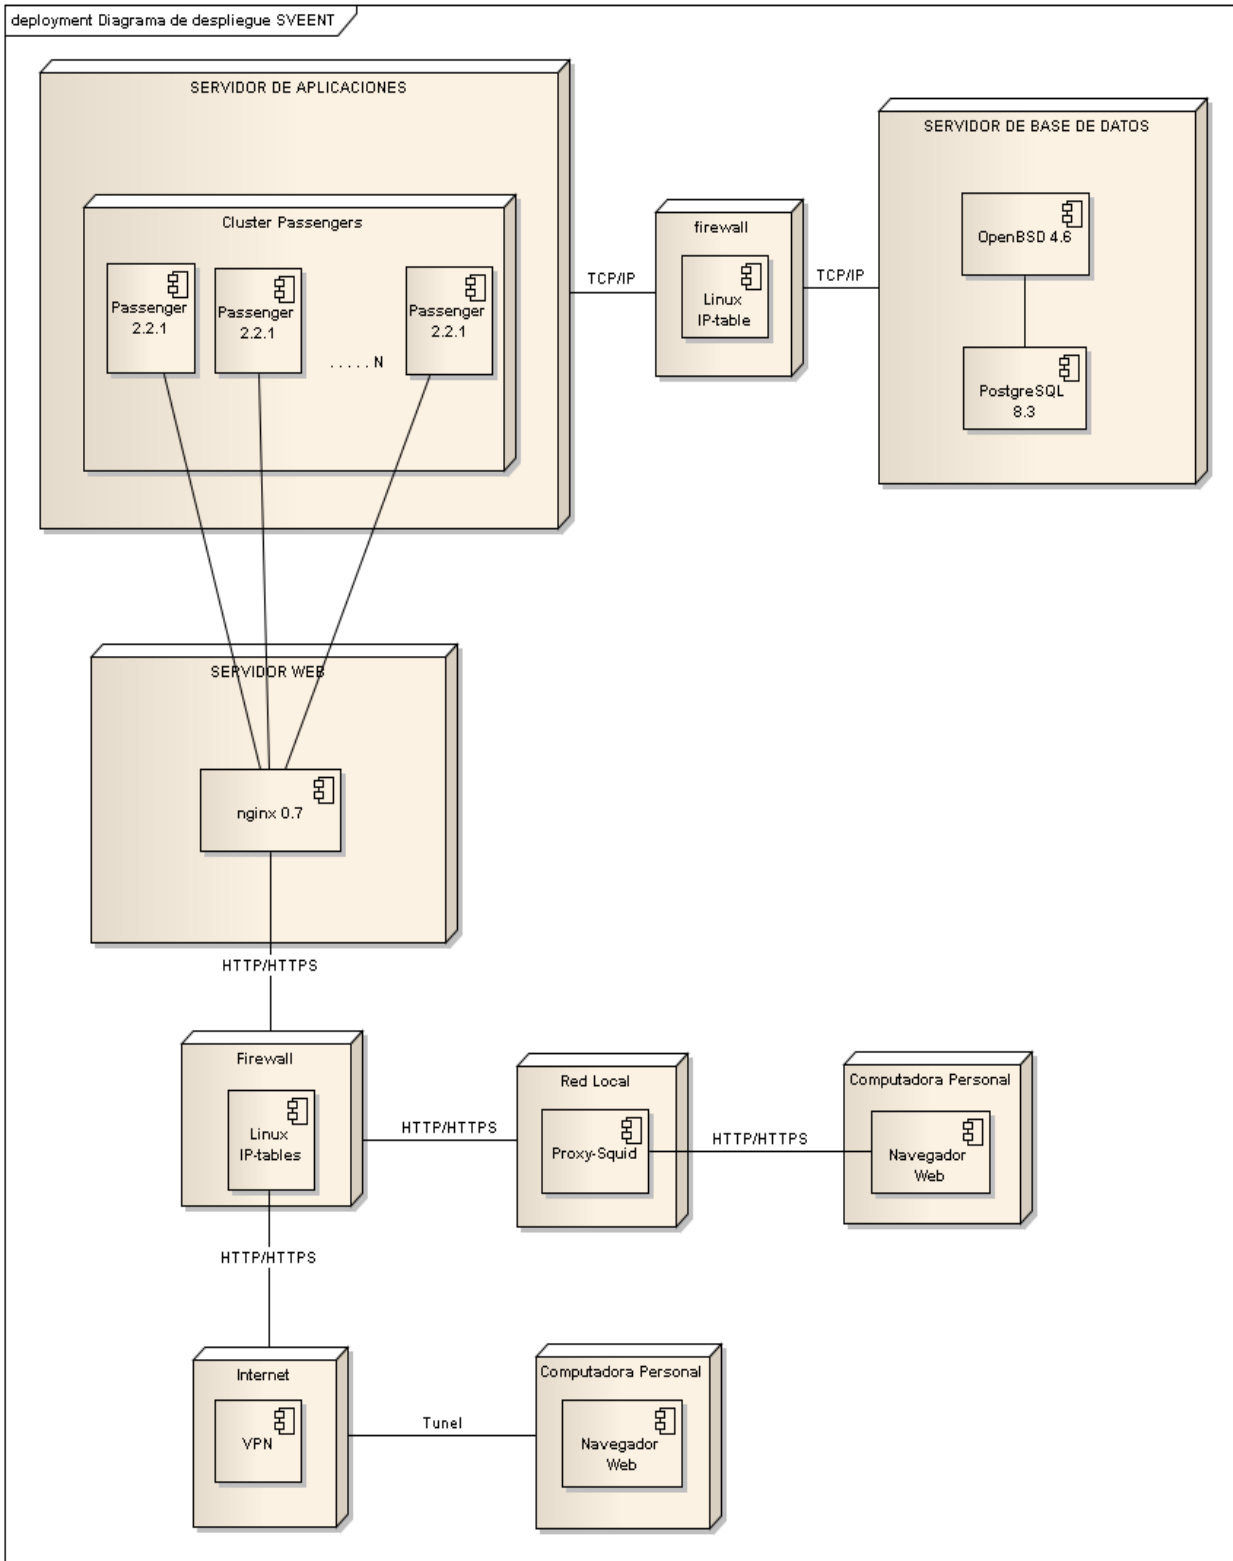 deployment Diagrama de despliegue SVEENT
SERVIDOR DE APLICACIONES
Cluster Passengers
Passenger
2.2.1
Passenger
2.2.1
. . . . . N
Passenger
2.2.1
TCP/IP
firewall
Linux
IP-table
TCP/IP
SERVIDOR DE BASE DE DATOS
OpenBSD 4.6
PostgreSQL
8.3
SERVIDOR WEB
nginx 0.7
HTTP/HTTPS
Firewall
Linux
IP-tables
HTTP/HTTPS
Red Local
Proxy-Squid
HTTP/HTTPS
Computadora Personal
Navegador
Web
HTTP/HTTPS
Internet
VPN
Tunel
Computadora Personal
Navegador
Web